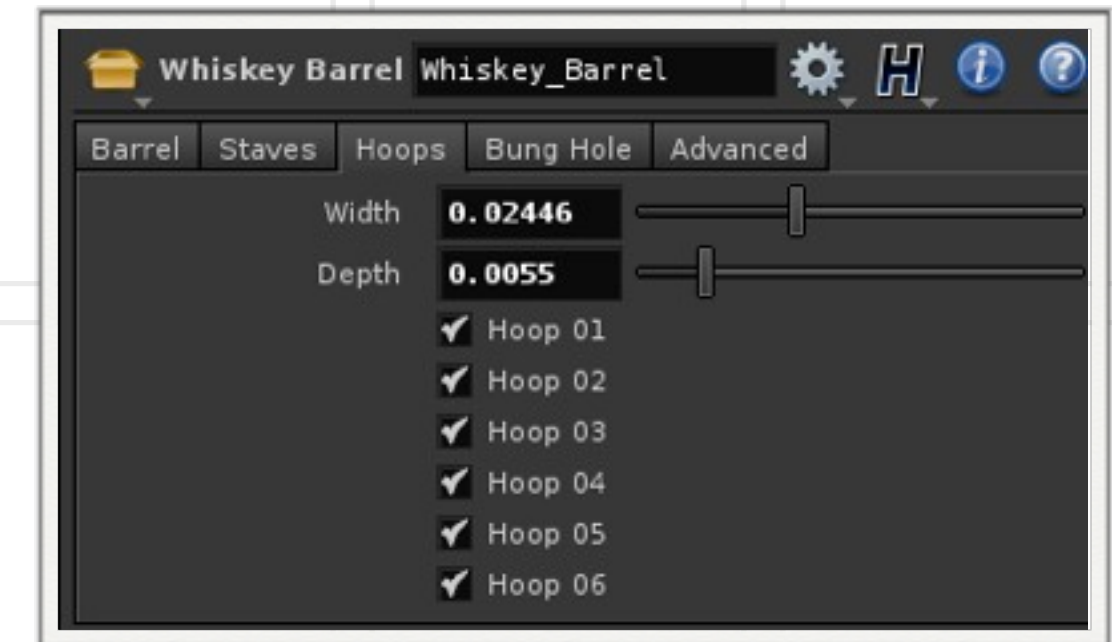 Whiskey Barrel Whiskey_Barrel H i ?
Barrel Staves Hoops Bung Hole Advanced
Width 0.02446
Depth 0.0055
Hoop 01
Hoop 02
Hoop 03
Hoop 04
Hoop 05
Hoop 06